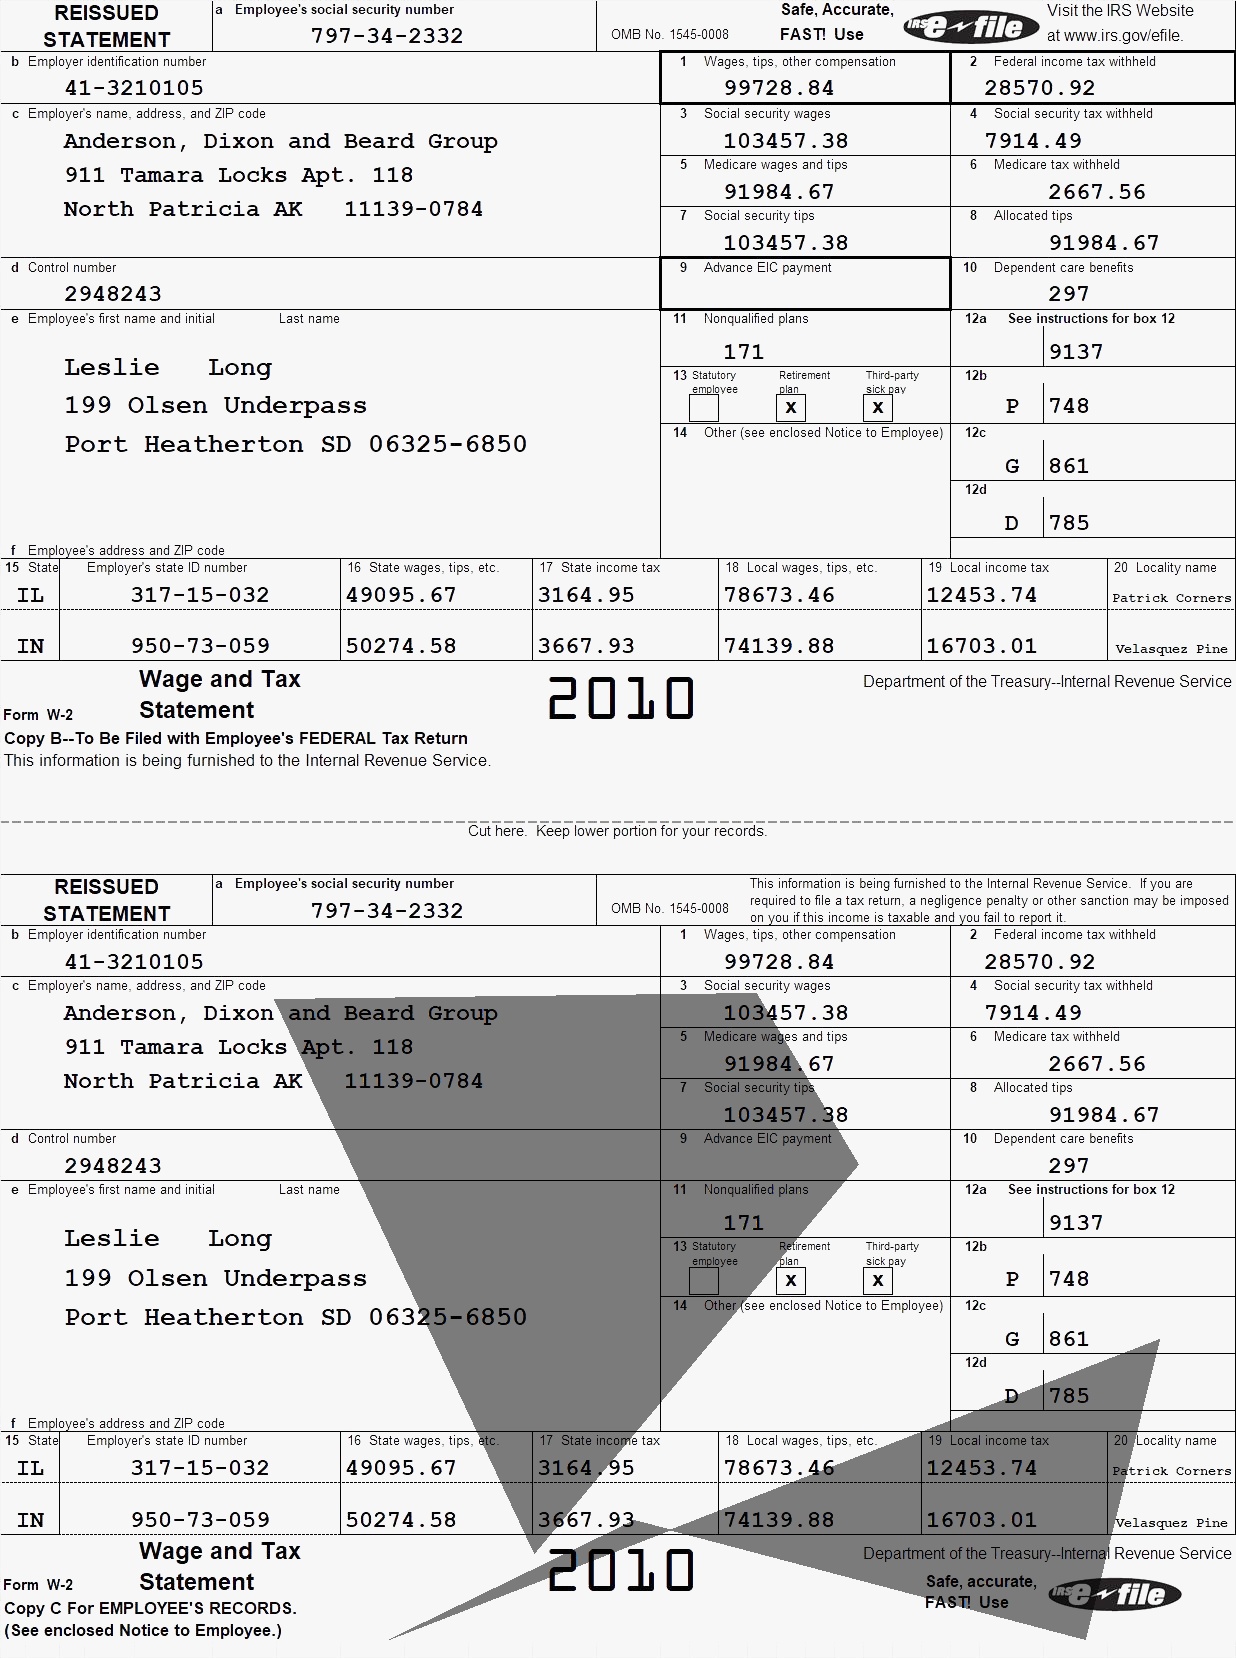 REISSUED STATEMENT
a Employee's social security number
797-34-2332
OMB No. 1545-0008
Safe, Accurate, FAST! Use
IRS e-file
Visit the IRS Website at www.irs.gov/efile.
b Employer identification number
41-3210105
1 Wages, tips, other compensation
99728.84
2 Federal income tax withheld
28570.92
c Employer's name, address, and ZIP code
Anderson, Dixon and Beard Group
911 Tamara Locks Apt. 118
North Patricia AK 11139-0784
3 Social security wages
103457.38
4 Social security tax withheld
7914.49
5 Medicare wages and tips
91984.67
6 Medicare tax withheld
2667.56
7 Social security tips
103457.38
8 Allocated tips
91984.67
d Control number
2948243
9 Advance EIC payment
10 Dependent care benefits
297
e Employee's first name and initial Last name
Leslie Long
199 Olsen Underpass
Port Heatherton SD 06325-6850
11 Nonqualified plans
171
12a See instructions for box 12
9137
13 Statutory employee Retirement plan Third-party sick pay
X X
12b
P 748
14 Other (see enclosed Notice to Employee)
12c
G 861
12d
D 785
f Employee's address and ZIP code
15 State Employer's state ID number 16 State wages, tips, etc. 17 State income tax 18 Local wages, tips, etc. 19 Local income tax 20 Locality name
IL 317-15-032 49095.67 3164.95 78673.46 12453.74 Patrick Corners
IN 950-73-059 50274.58 3667.93 74139.88 16703.01 Velasquez Pine
Form W-2 Wage and Tax Statement
2010
Department of the Treasury--Internal Revenue Service
Copy B--To Be Filed with Employee's FEDERAL Tax Return
This information is being furnished to the Internal Revenue Service.
Cut here. Keep lower portion for your records.
REISSUED STATEMENT
a Employee's social security number
797-34-2332
OMB No. 1545-0008
This information is being furnished to the Internal Revenue Service. If you are
required to file a tax return, a negligence penalty or other sanction may be imposed
on you if this income is taxable and you fail to report it.
b Employer identification number
41-3210105
1 Wages, tips, other compensation
99728.84
2 Federal income tax withheld
28570.92
c Employer's name, address, and ZIP code
Anderson, Dixon and Beard Group
911 Tamara Locks Apt. 118
North Patricia AK 11139-0784
3 Social security wages
103457.38
4 Social security tax withheld
7914.49
5 Medicare wages and tips
91984.67
6 Medicare tax withheld
2667.56
7 Social security tips
103457.38
8 Allocated tips
91984.67
d Control number
2948243
9 Advance EIC payment
10 Dependent care benefits
297
e Employee's first name and initial Last name
Leslie Long
199 Olsen Underpass
Port Heatherton SD 06325-6850
11 Nonqualified plans
171
12a See instructions for box 12
9137
13 Statutory employee Retirement plan Third-party sick pay
X X
12b
P 748
14 Other (see enclosed Notice to Employee)
12c
G 861
12d
D 785
f Employee's address and ZIP code
15 State Employer's state ID number 16 State wages, tips, etc. 17 State income tax 18 Local wages, tips, etc. 19 Local income tax 20 Locality name
IL 317-15-032 49095.67 3164.95 78673.46 12453.74 Patrick Corners
IN 950-73-059 50274.58 3667.93 74139.88 16703.01 Velasquez Pine
Form W-2 Wage and Tax Statement
2010
Department of the Treasury--Internal Revenue Service
Safe, accurate, FAST! Use
IRS e-file
Copy C For EMPLOYEE'S RECORDS.
(See enclosed Notice to Employee.)